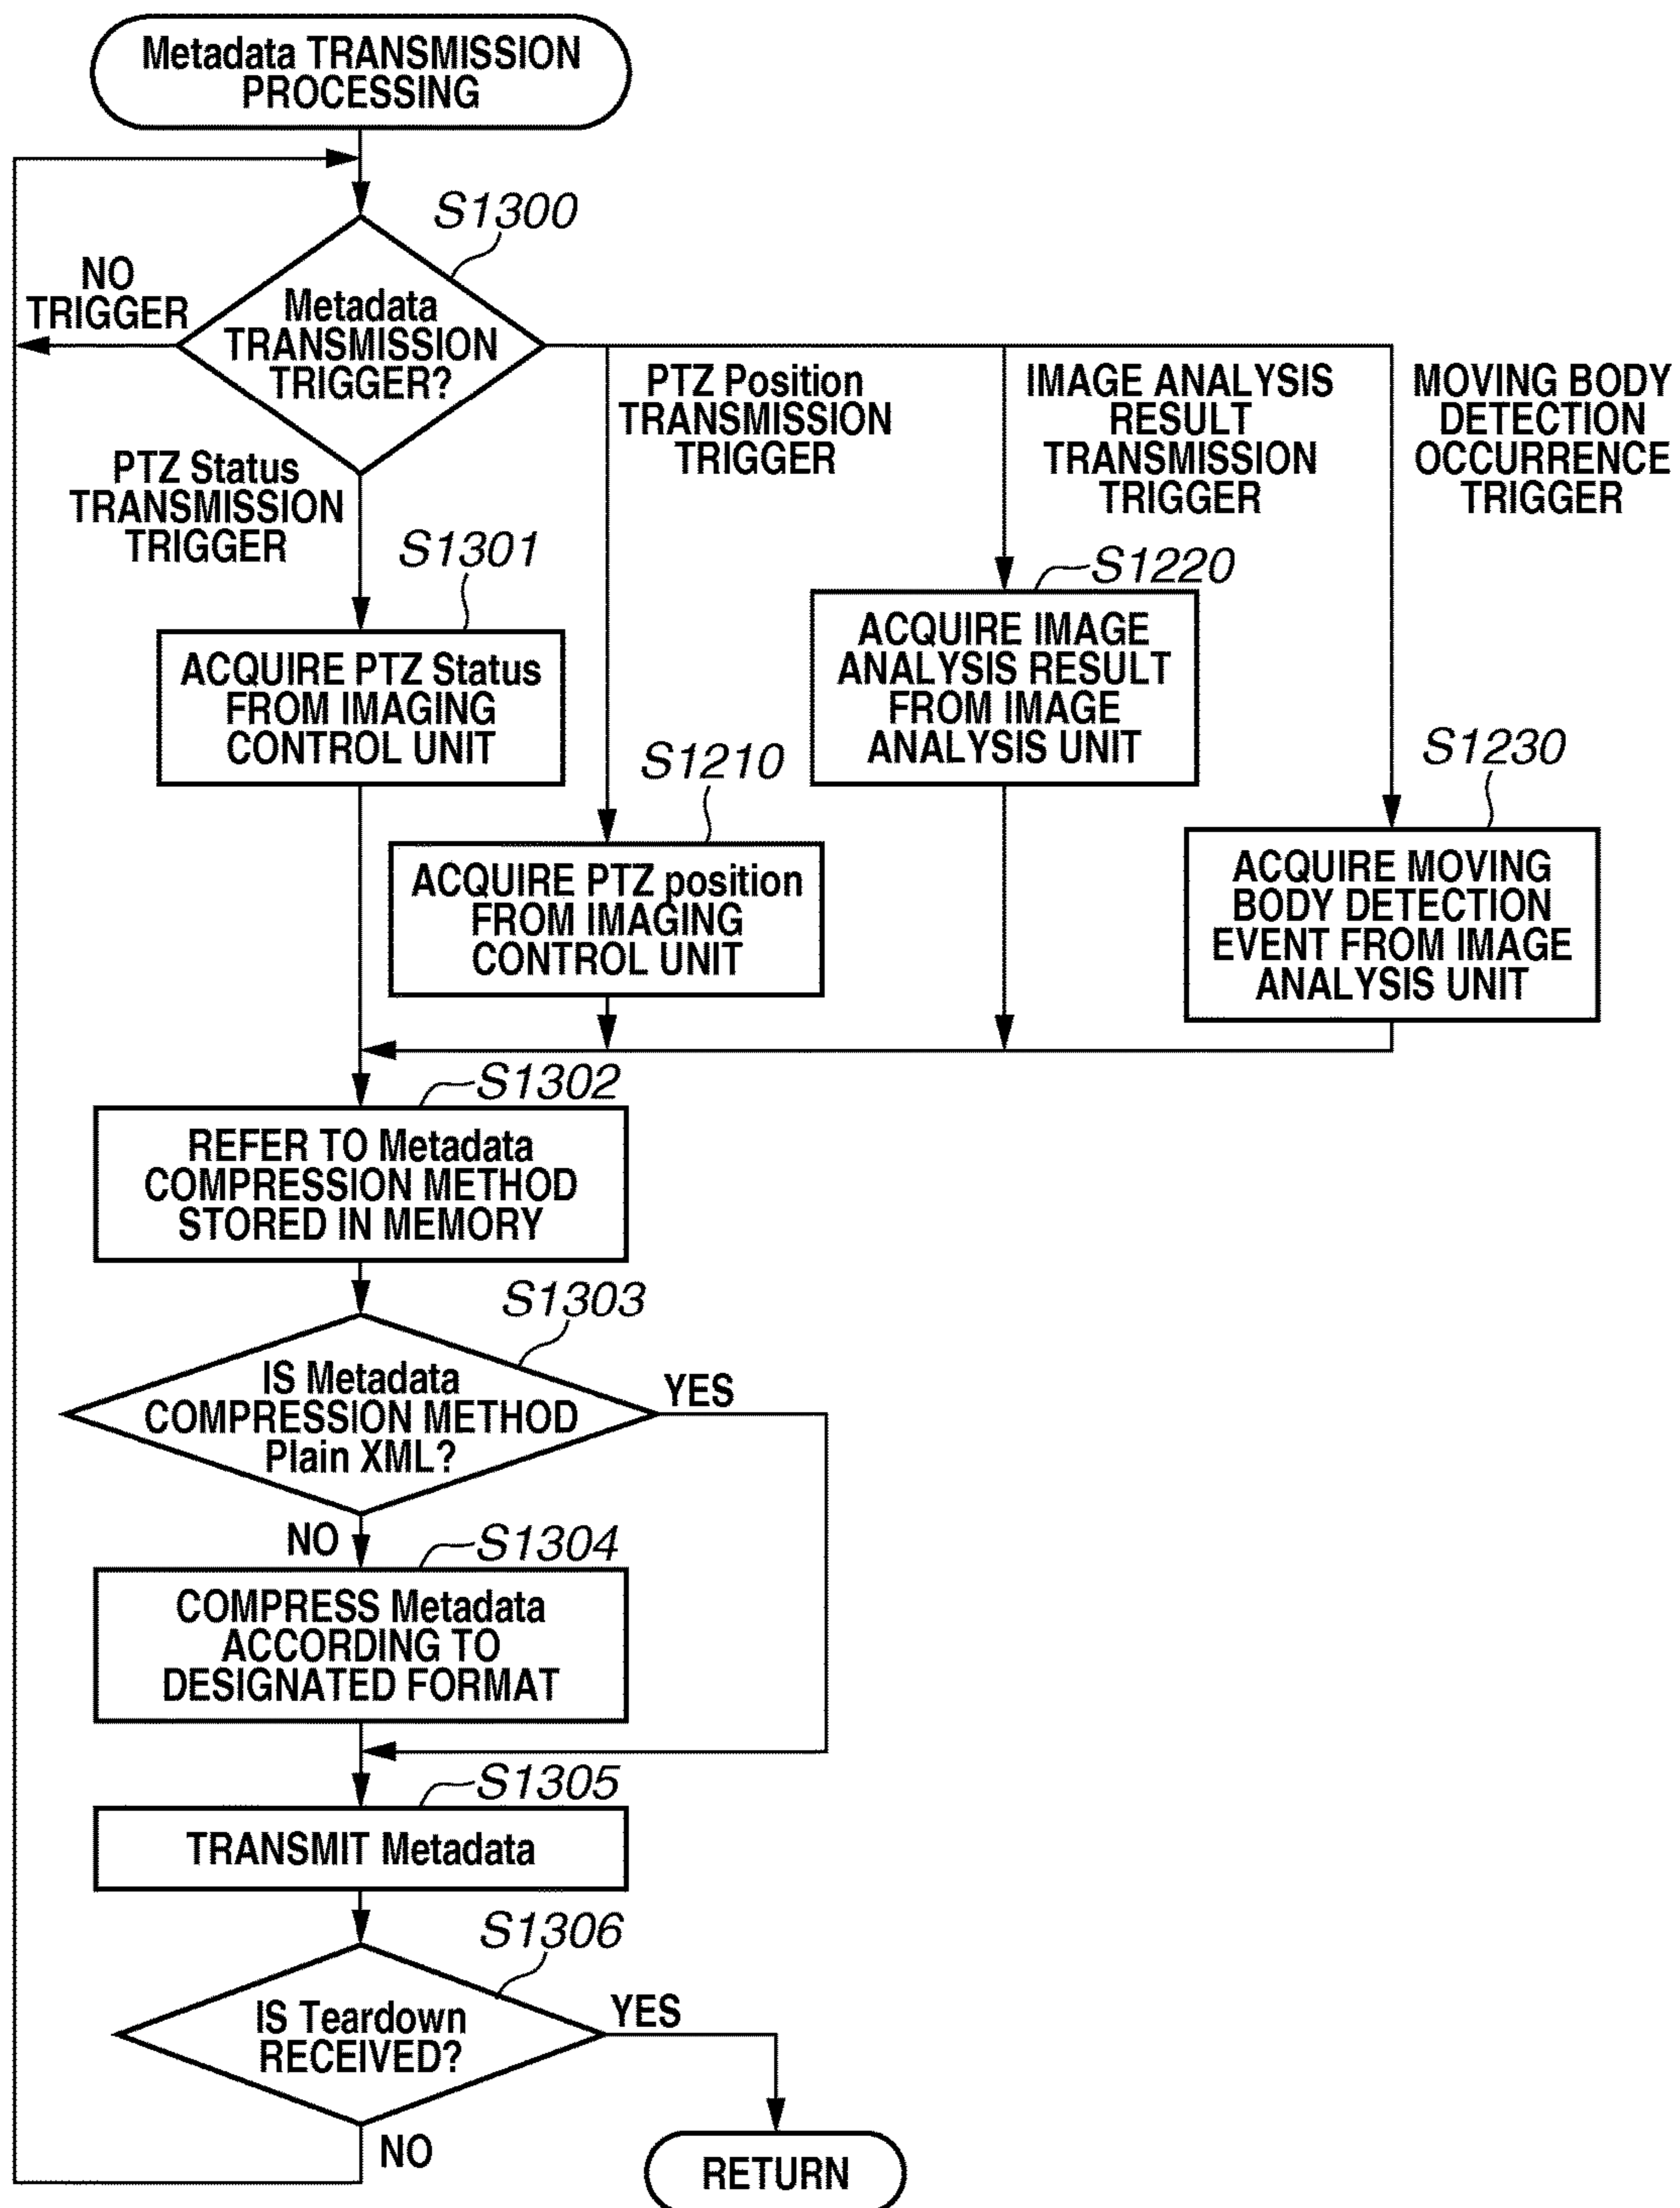 Metadata TRANSMISSION
PROCESSING
S1300
NO
TRIGGER
Metadata
TRANSMISSION
TRIGGER?
PTZ Position
TRANSMISSION
TRIGGER
IMAGE ANALYSIS
RESULT
TRANSMISSION
TRIGGER
MOVING BODY
DETECTION
OCCURRENCE
TRIGGER
PTZ Status
TRANSMISSION
TRIGGER
S1301
ACQUIRE PTZ Status
FROM IMAGING
CONTROL UNIT
S1210
ACQUIRE PTZ position
FROM IMAGING
CONTROL UNIT
S1220
ACQUIRE IMAGE
ANALYSIS RESULT
FROM IMAGE
ANALYSIS UNIT
S1230
ACQUIRE MOVING
BODY DETECTION
EVENT FROM IMAGE
ANALYSIS UNIT
S1302
REFER TO Metadata
COMPRESSION METHOD
STORED IN MEMORY
S1303
IS Metadata
COMPRESSION METHOD
Plain XML?
YES
NO
S1304
COMPRESS Metadata
ACCORDING TO
DESIGNATED FORMAT
S1305
TRANSMIT Metadata
S1306
IS Teardown
RECEIVED?
YES
NO
RETURN